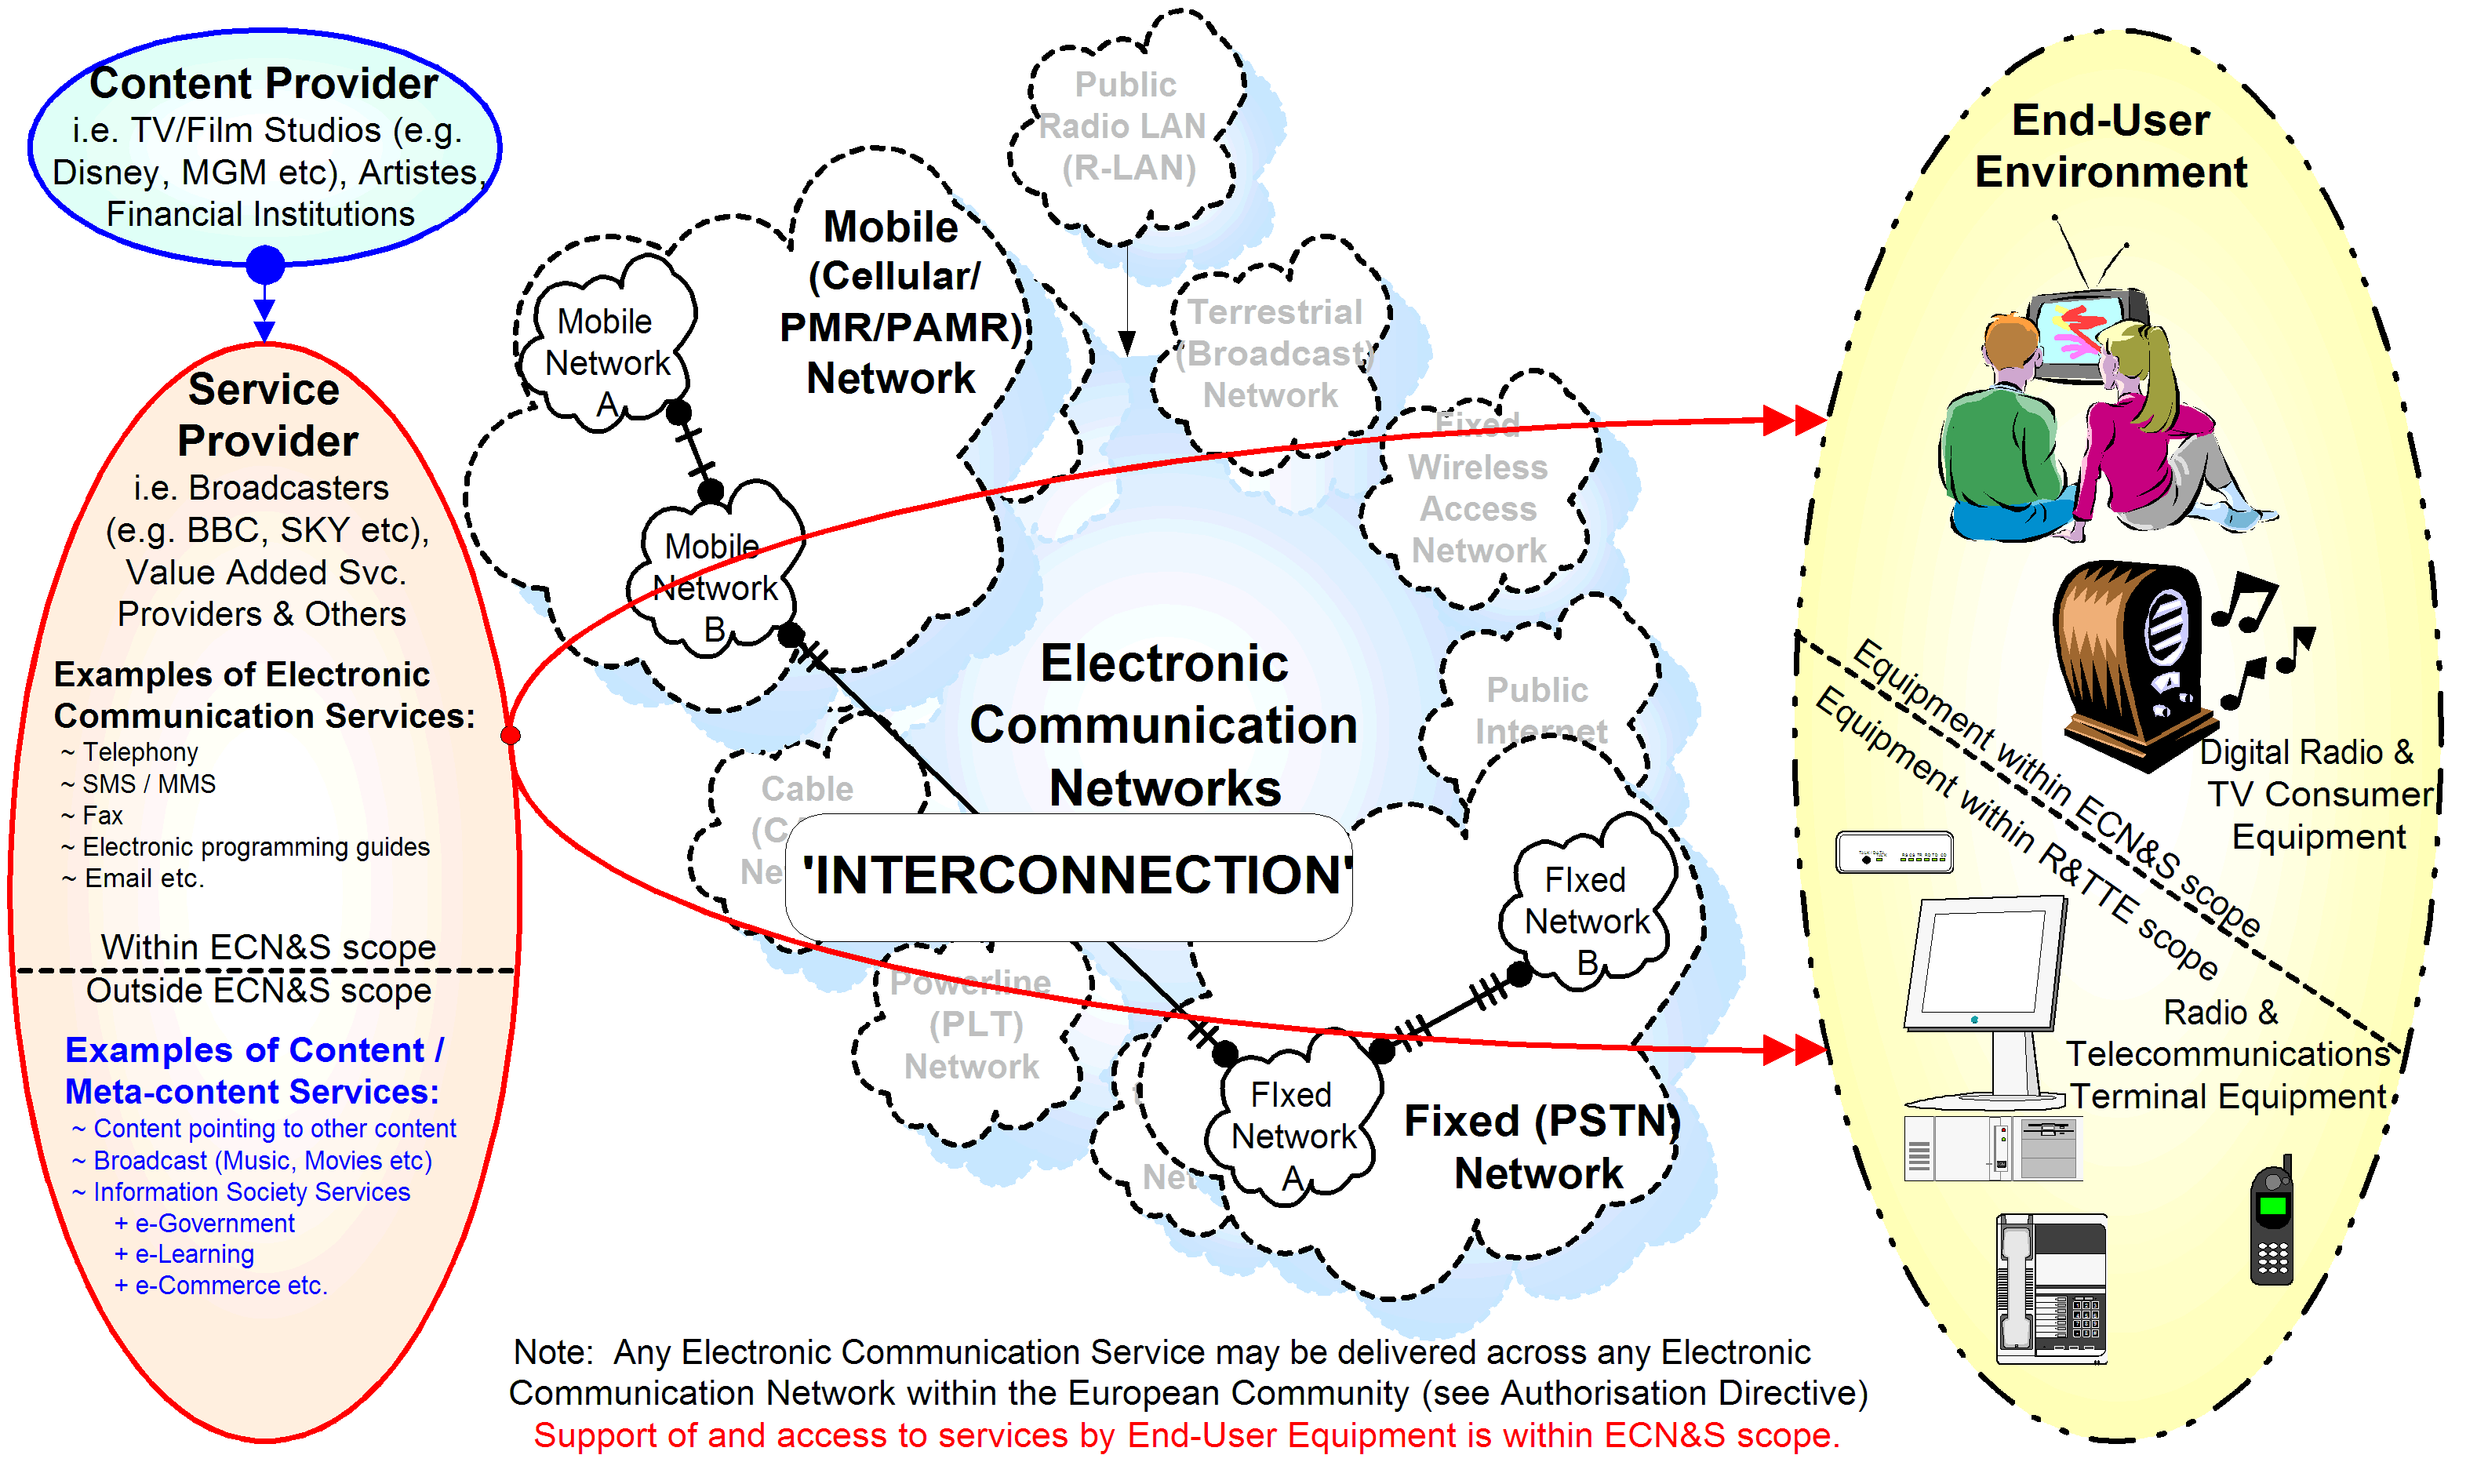 Content Provider
i.e. TV/Film Studios (e.g.
Disney, MGM etc), Artistes,
Financial Institutions
Service
Provider
i.e. Broadcasters
(e.g. BBC, SKY etc),
Value Added Svc.
Providers & Others
Examples of Electronic
Communication Services:
~ Telephony
~ SMS / MMS
~ Fax
~ Electronic programming guides
~ Email etc.
Within ECN&S scope
Outside ECN&S scope
Examples of Content /
Meta-content Services:
~ Content pointing to other content
~ Broadcast (Music, Movies etc)
~ Information Society Services
+ e-Government
+ e-Learning
+ e-Commerce etc.
Public
Radio LAN
(R-LAN)
Mobile
(Cellular/
PMR/PAMR)
Network
Mobile
Network
A
Mobile
Network
B
Terrestrial
(Broadcast)
Network
Fixed
Wireless
Access
Network
Public
Internet
Electronic
Communication
Networks
Cable
'INTERCONNECTION'
Powerline
(PLT)
Network
FIxed
Network
B
FIxed
Network
A
Fixed (PSTN)
Network
End-User
Environment
Equipment within ECN&S scope
Equipment within R&TTE scope
Digital Radio &
TV Consumer
Equipment
Radio &
Telecommunications
Terminal Equipment
Note: Any Electronic Communication Service may be delivered across any Electronic
Communication Network within the European Community (see Authorisation Directive)
Support of and access to services by End-User Equipment is within ECN&S scope.